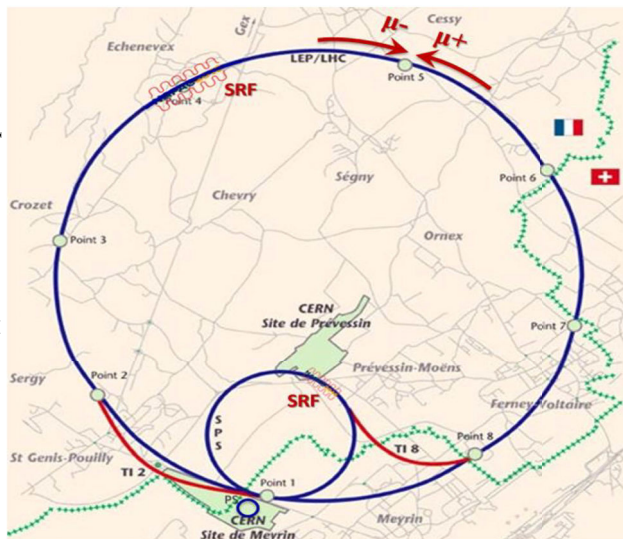 Cessy
Gex
μ- μ+
Echenevex
LEP/LHC
Point 5
SRF
Point 4
Point 6
Ségny
Chevry
Crozet
Point 3
Ornex
CERN
Site de Prévessin
Point 7
Point 2
Prévessin-Moëns
Sergy
SRF
Ferney-Voltaire
SPS
St Genis-Pouilly
TI 8
Point 8
TI 2
Point 1
PS
CERN
Site de Meyrin
Meyrin